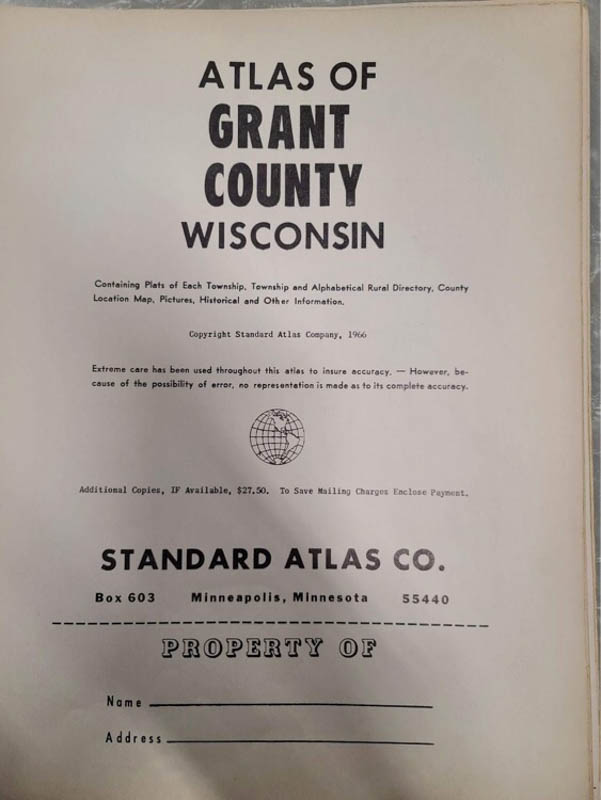 ATLAS OF
GRANT
COUNTY
WISCONSIN
Containing Plats of Each Township, Township and Alphabetical Rural Directory, County
Location Map, Pictures, Historical and Other Information.
Copyright Standard Atlas Company, 1966
Extreme care has been used throughout this atlas to insure accuracy. — However, be-
cause of the possibility of error, no representation is made as to its complete accuracy.
Additional Copies, IF Available, $27.50. To Save Mailing Charges Enclose Payment.
STANDARD ATLAS CO.
Box 603 Minneapolis, Minnesota 55440
PROPERTY OF
Name
Address